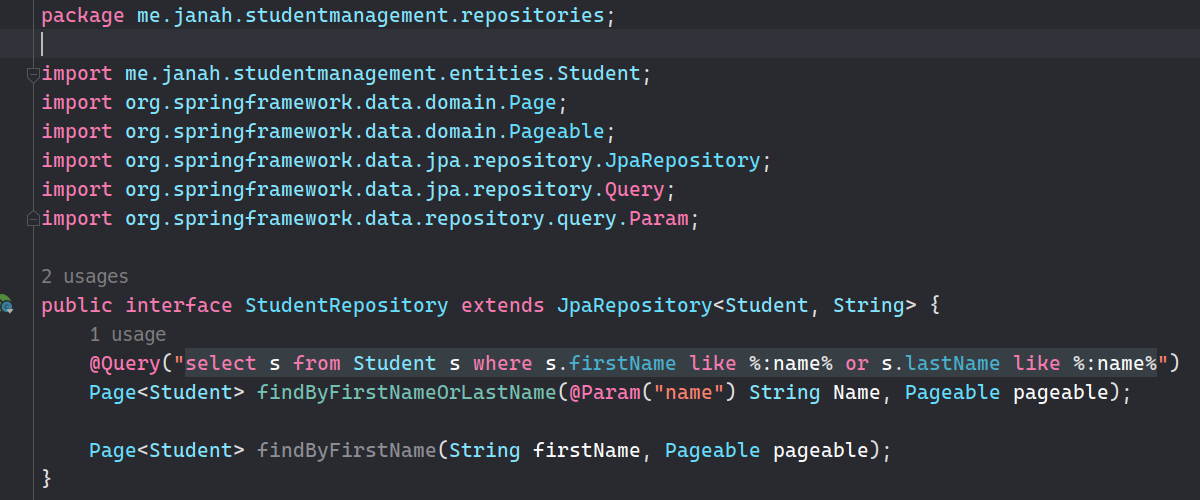 package me.janah.studentmanagement.repositories;
import me.janah.studentmanagement.entities.Student;
import org.springframework.data.domain.Page;
import org.springframework.data.domain.Pageable;
import org.springframework.data.jpa.repository.JpaRepository;
import org.springframework.data.jpa.repository.Query;
import org.springframework.data.repository.query.Param;
2 usages
public interface StudentRepository extends JpaRepository<Student, String> {
1 usage
@Query("select s from Student s where s.firstName like %:name% or s.lastName like %:name%")
Page<Student> findByFirstNameOrLastName(@Param("name") String Name, Pageable pageable);
Page<Student> findByFirstName(String firstName, Pageable pageable);
}